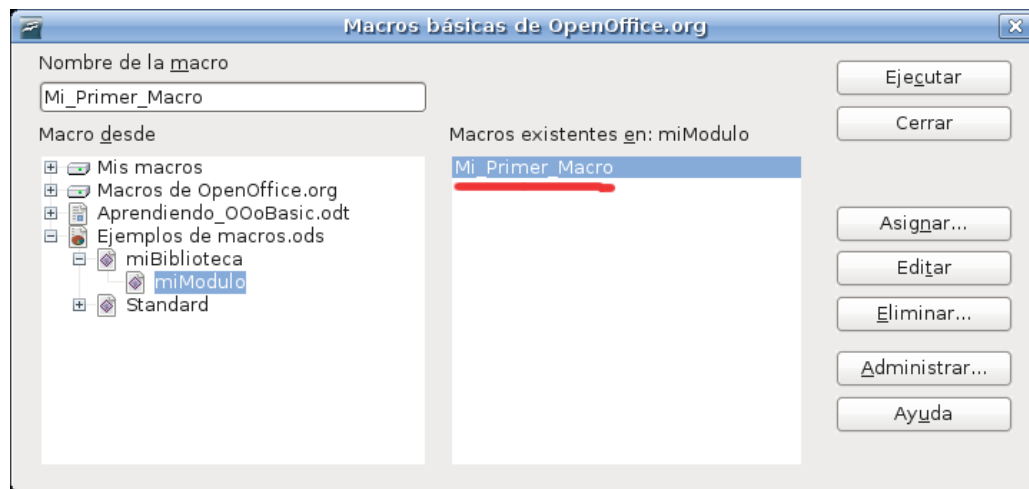 Macros básicas de OpenOffice.org
Nombre de la macro
Mi_Primer_Macro
Macro desde
Mis macros
Macros de OpenOffice.org
Aprendiendo_OOoBasic.odt
Ejemplos de macros.ods
miBiblioteca
miModulo
Standard
Macros existentes en: miModulo
Mi_Primer_Macro
Ejecutar
Cerrar
Asignar...
Editar
Eliminar...
Administrar...
Ayuda